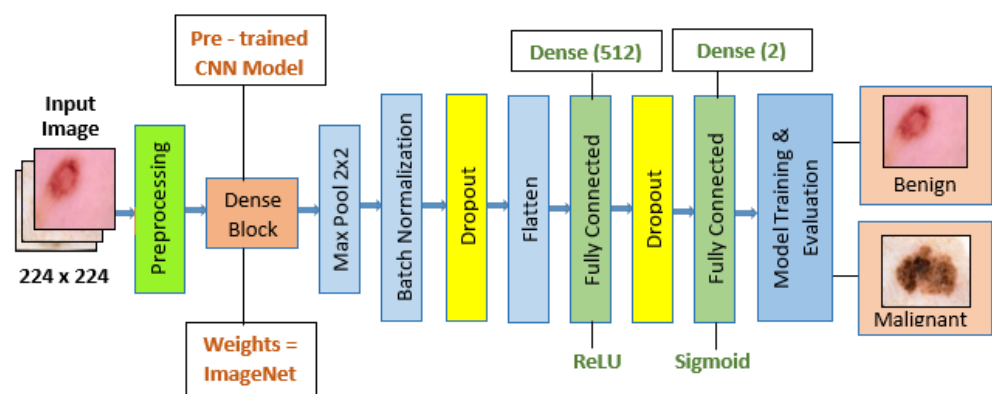 Pre - trained
CNN Model
Dense (512)
Dense (2)
Input
Image
224 x 224
Preprocessing
Dense
Block
Max Pool 2x2
Batch Normalization
Dropout
Flatten
Fully Connected
Dropout
Fully Connected
Model Training &
Evaluation
Benign
Malignant
Weights =
ImageNet
ReLU
Sigmoid